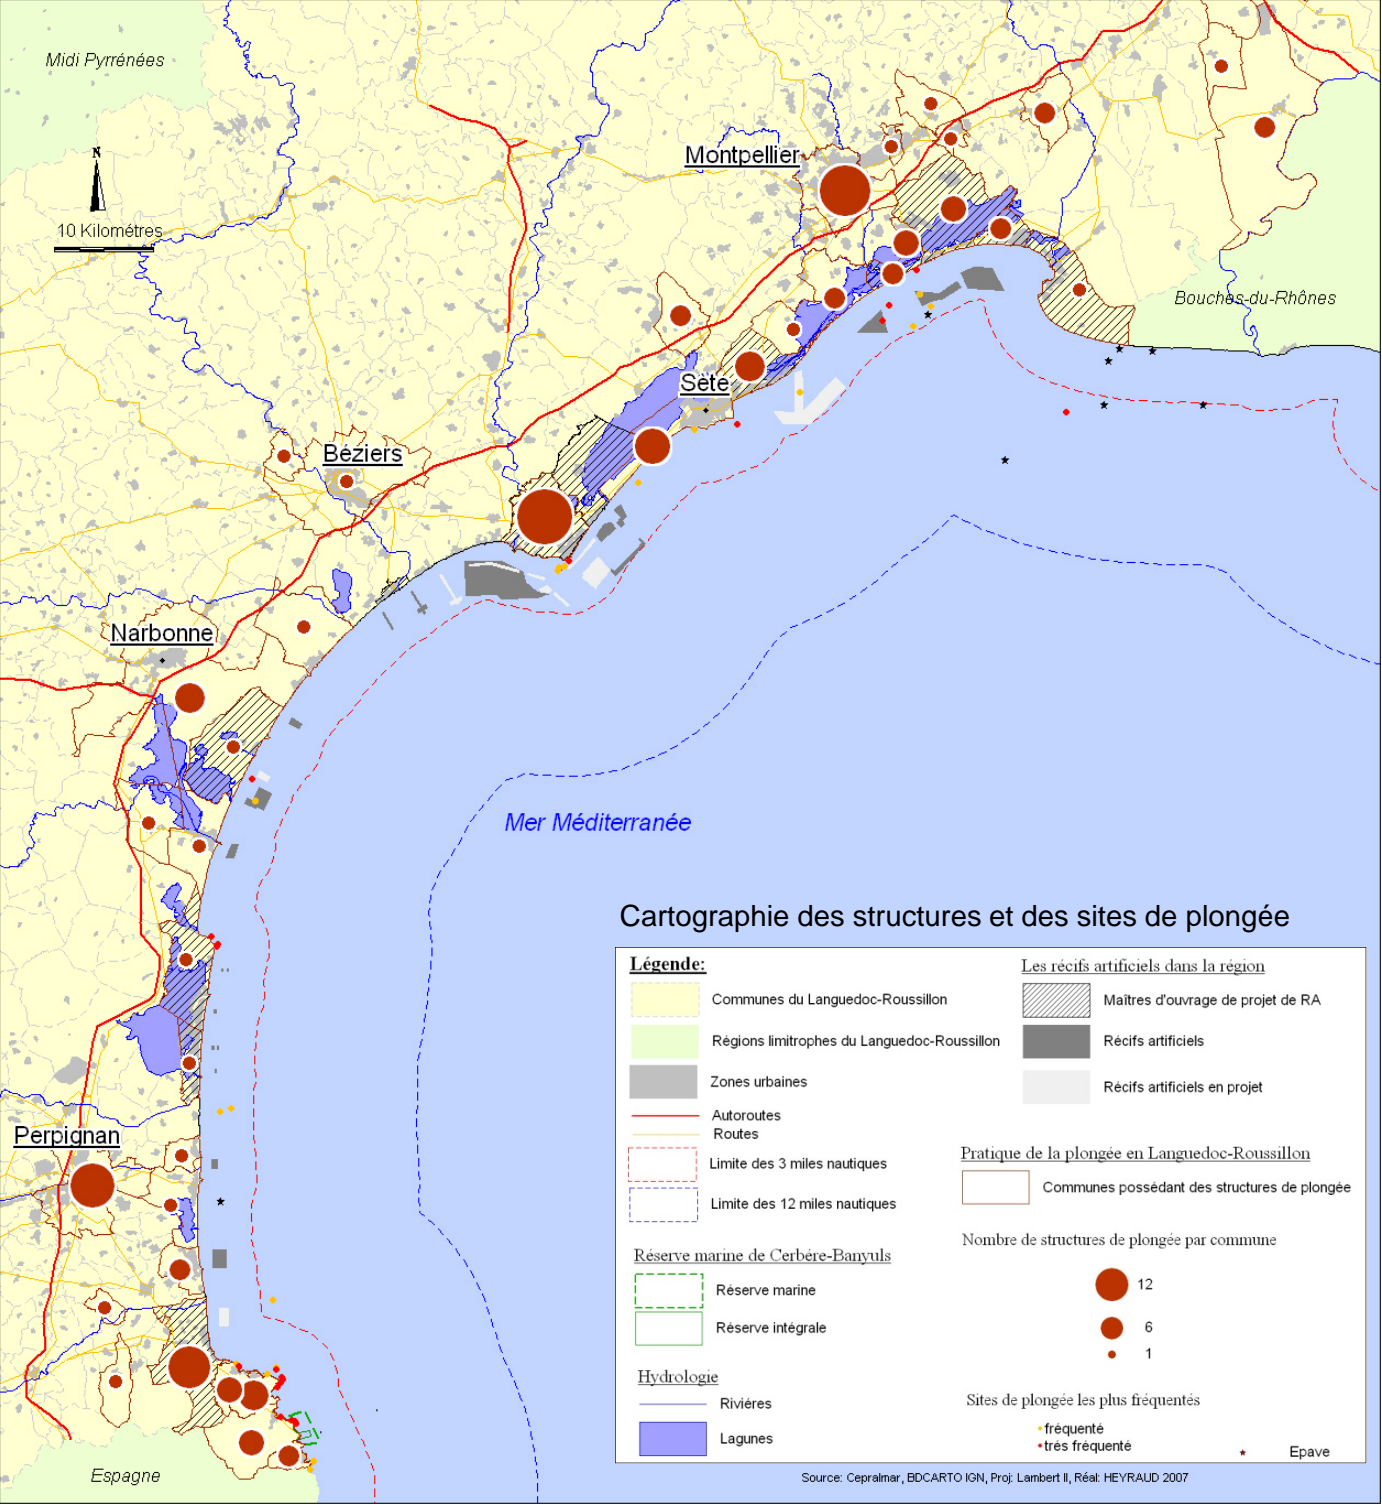 Midi Pyrrénées
N
10 Kilométres
Montpellier
Bouches-du-Rhônes
Sète
Béziers
Narbonne
Mer Méditerranée
Perpignan
Espagne
Cartographie des structures et des sites de plongée
Légende:
Communes du Languedoc-Roussillon
Régions limitrophes du Languedoc-Roussillon
Zones urbaines
Autoroutes
Routes
Limite des 3 miles nautiques
Limite des 12 miles nautiques
Réserve marine de Cerbére-Banyuls
Réserve marine
Réserve intégrale
Hydrologie
Riviéres
Lagunes
Les récifs artificiels dans la région
Maîtres d'ouvrage de projet de RA
Récifs artificiels
Récifs artificiels en projet
Pratique de la plongée en Languedoc-Roussillon
Communes possédant des structures de plongée
Nombre de structures de plongée par commune
12
6
1
Sites de plongée les plus fréquentés
fréquenté
trés fréquenté
Epave
Source: Cepralmar, BDCARTO IGN, Proj: Lambert II, Réal: HEYRAUD 2007